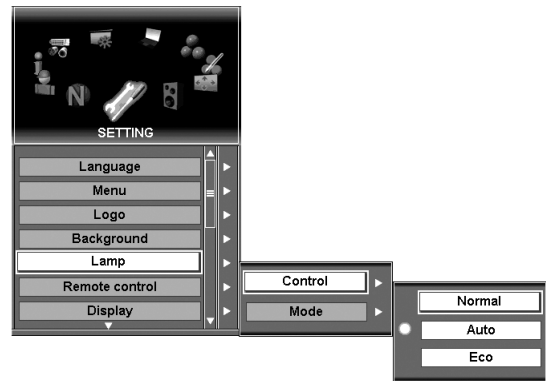 N
SETTING
Language
Menu
Logo
Background
Lamp
Remote control
Display
Control
Mode
Normal
Auto
Eco